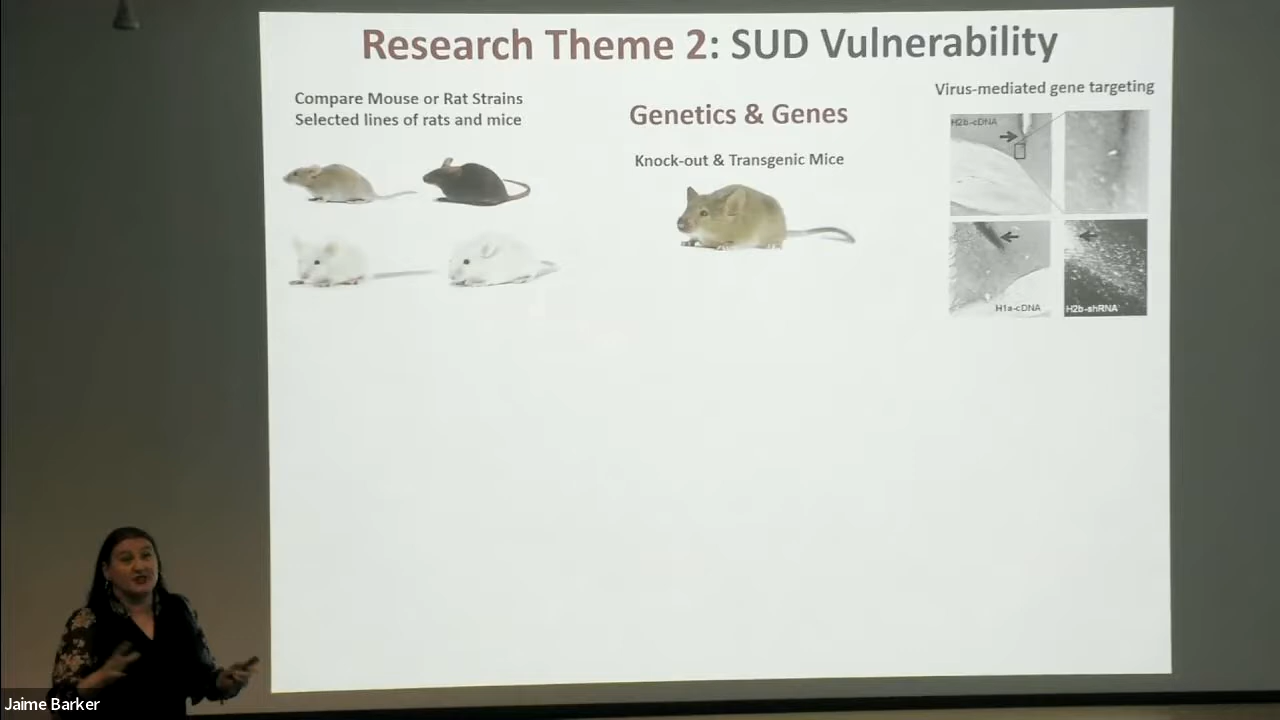 Research Theme 2: SUD Vulnerability
Compare Mouse or Rat Strains
Selected lines of rats and mice
Genetics & Genes
Knock-out & Transgenic Mice
Virus-mediated gene targeting
H2b-cDNA
H1a-cDNA
H2b-shRNA
Jaime Barker